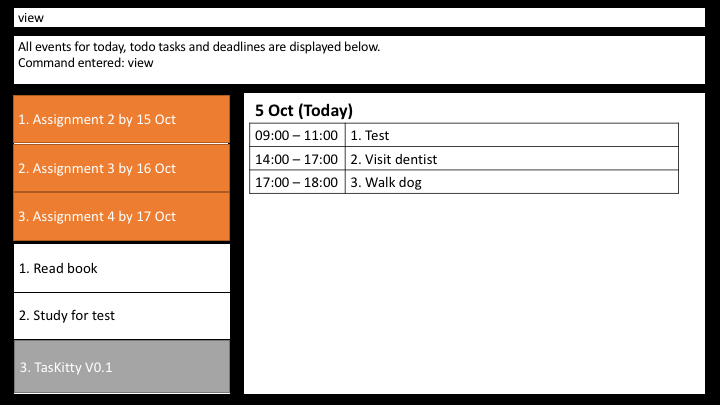 view
All events for today, todo tasks and deadlines are displayed below.
Command entered: view
1. Assignment 2 by 15 Oct
2. Assignment 3 by 16 Oct
3. Assignment 4 by 17 Oct
1. Read book
2. Study for test
3. TasKitty V0.1
5 Oct (Today)
09:00 – 11:00 1. Test
14:00 – 17:00 2. Visit dentist
17:00 – 18:00 3. Walk dog